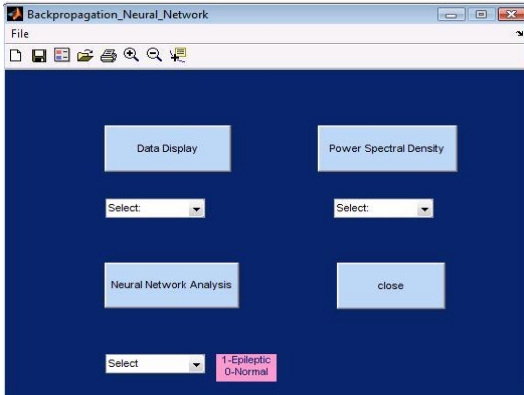 Backpropagation_Neural_Network
File
Data Display
Power Spectral Density
Select:
Select:
Neural Network Analysis
close
Select
1-Epileptic
0-Normal